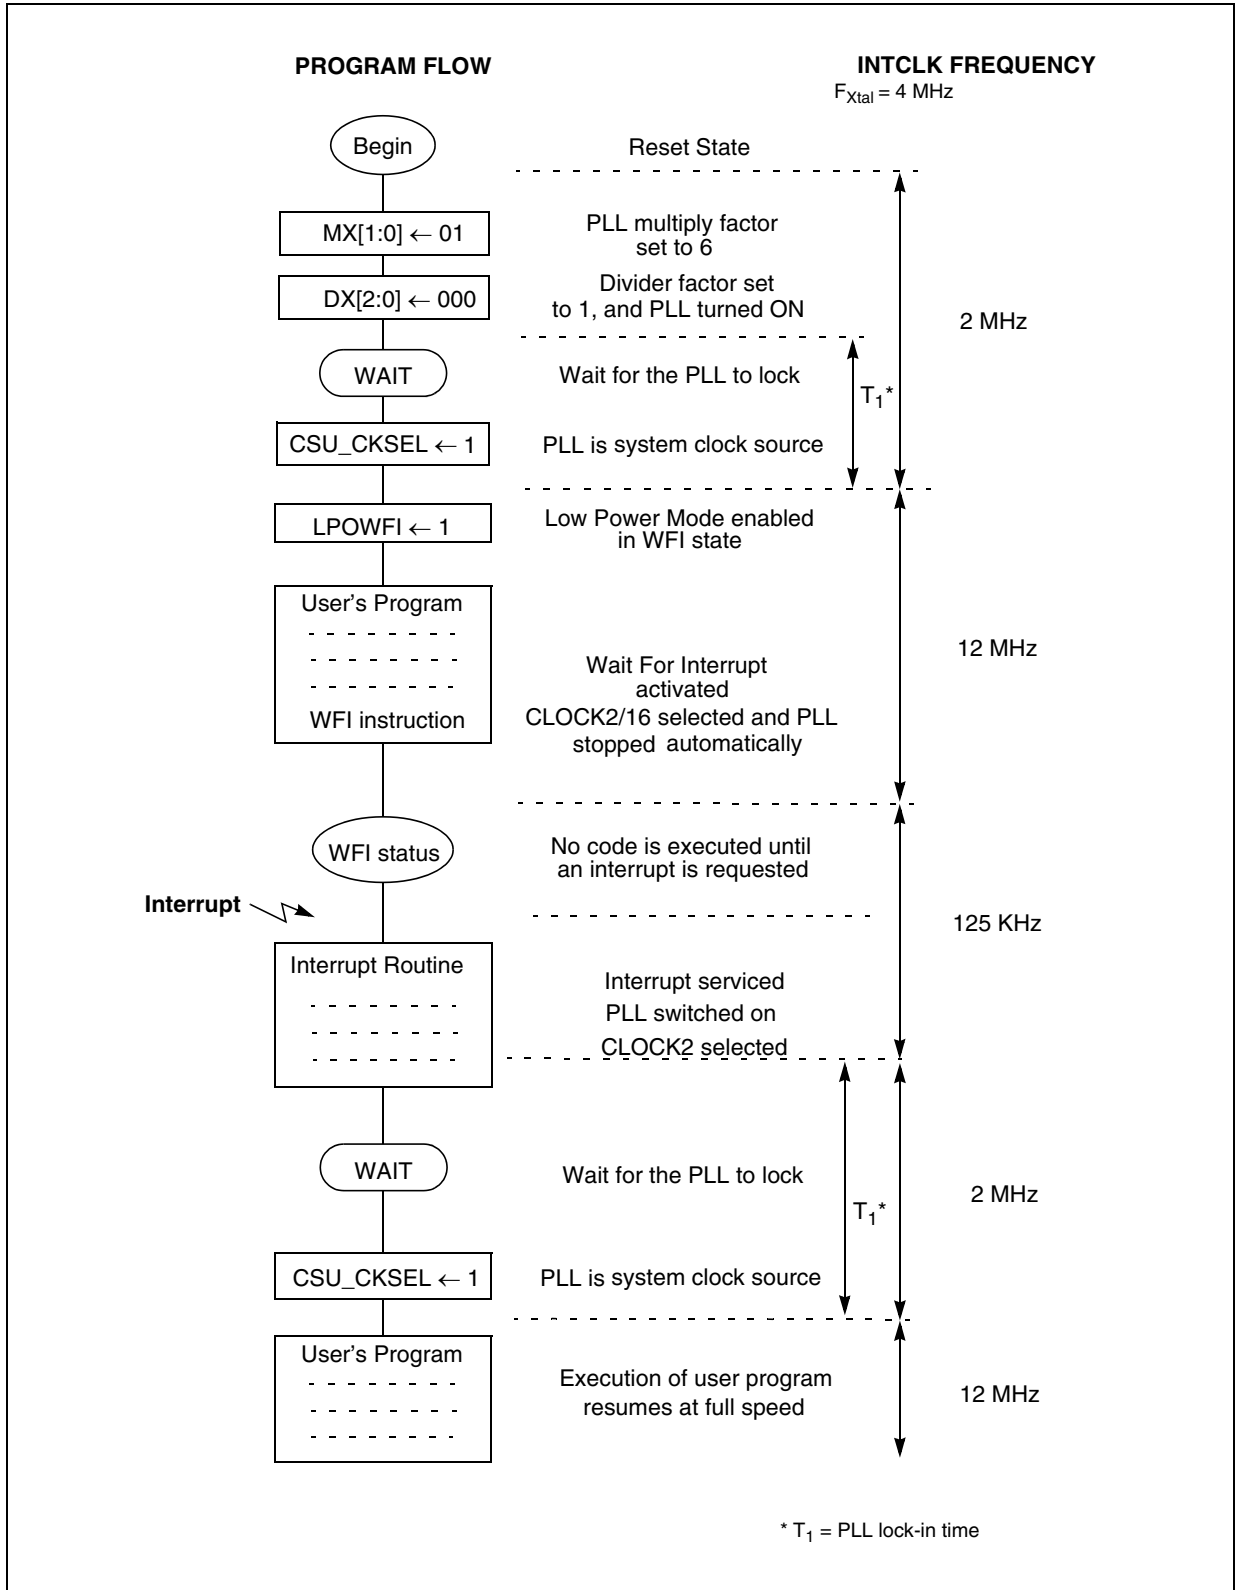 PROGRAM FLOW
INTCLK FREQUENCY
F_Xtal = 4 MHz
Begin
Reset State
MX[1:0] ← 01
PLL multiply factor
set to 6
DX[2:0] ← 000
Divider factor set
to 1, and PLL turned ON
2 MHz
WAIT
Wait for the PLL to lock
T1*
CSU_CKSEL ← 1
PLL is system clock source
LPOWFI ← 1
Low Power Mode enabled
in WFI state
User's Program
12 MHz
Wait For Interrupt
activated
WFI instruction
CLOCK2/16 selected and PLL
stopped automatically
WFI status
No code is executed until
an interrupt is requested
Interrupt
125 KHz
Interrupt Routine
Interrupt serviced
PLL switched on
CLOCK2 selected
WAIT
Wait for the PLL to lock
2 MHz
T1*
CSU_CKSEL ← 1
PLL is system clock source
User's Program
Execution of user program
resumes at full speed
12 MHz
* T1 = PLL lock-in time